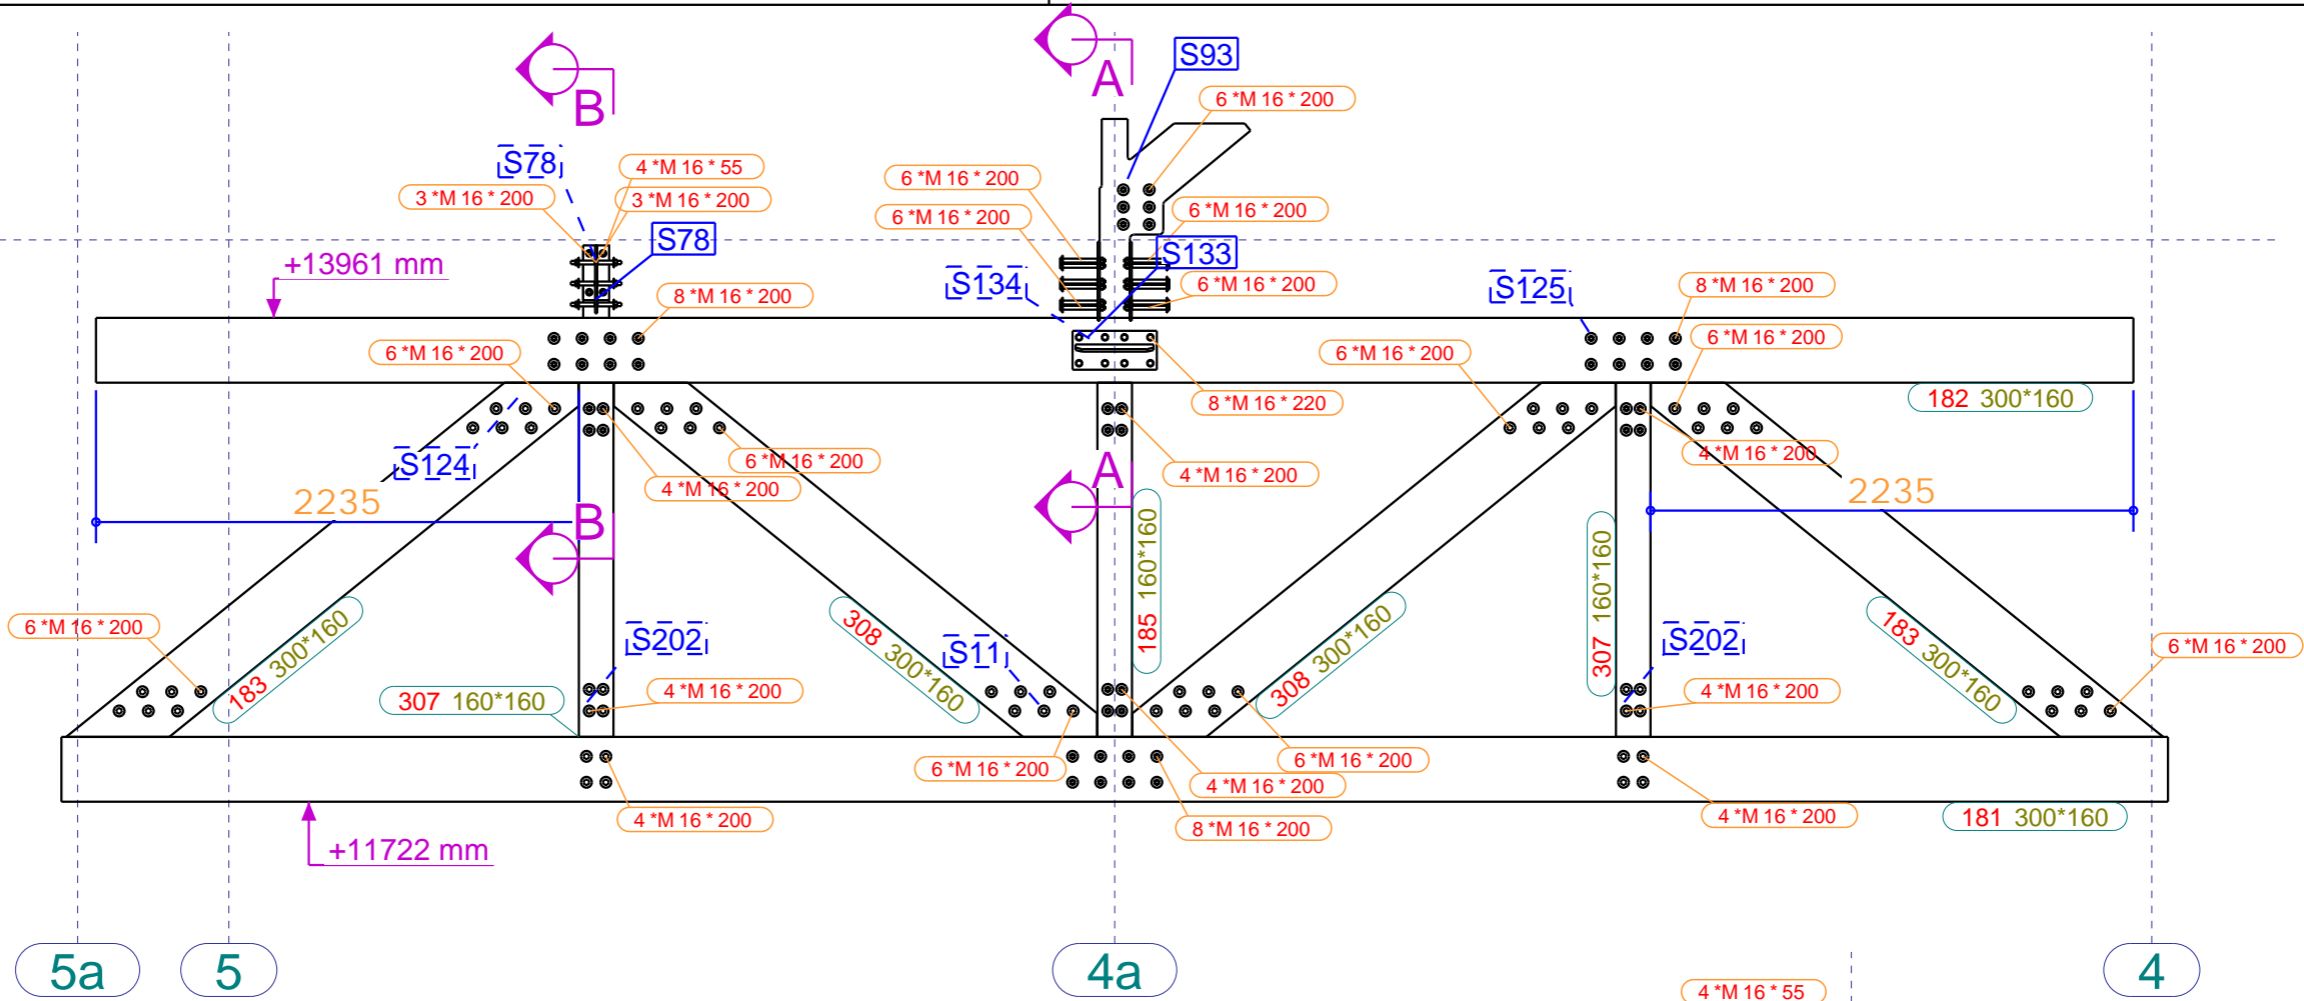 S93
A
B
6 *M 16 * 200
S78
4 *M 16 * 55
3 *M 16 * 200
3 *M 16 * 200
6 *M 16 * 200
6 *M 16 * 200
6 *M 16 * 200
S78
S133
+13961 mm
S134
6 *M 16 * 200
S125
8 *M 16 * 200
8 *M 16 * 200
6 *M 16 * 200
6 *M 16 * 200
6 *M 16 * 200
8 *M 16 * 220
182 300*160
S124
6 *M 16 * 200
4 *M 16 * 200
A
4 *M 16 * 200
4 *M 16 * 200
2235
2235
B
185 160*160
307 160*160
6 *M 16 * 200
183 300*160
S202
308 300*160
S11
308 300*160
S202
183 300*160
6 *M 16 * 200
307 160*160
4 *M 16 * 200
4 *M 16 * 200
6 *M 16 * 200
6 *M 16 * 200
4 *M 16 * 200
4 *M 16 * 200
8 *M 16 * 200
4 *M 16 * 200
181 300*160
+11722 mm
5a
5
4a
4
4 *M 16 * 55